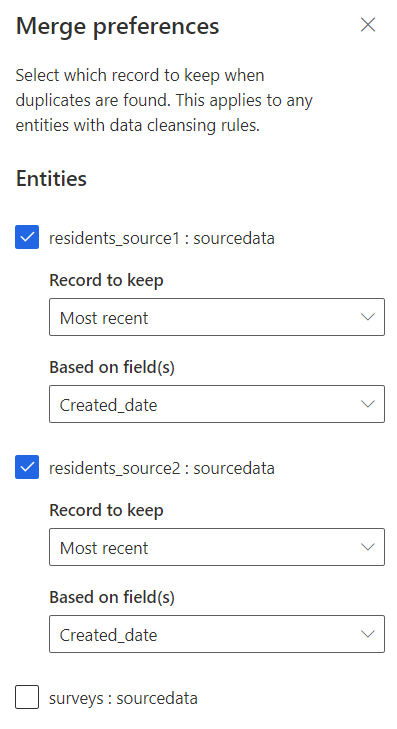 Merge preferences
Select which record to keep when
duplicates are found. This applies to any
entities with data cleansing rules.
Entities
residents_source1 : sourcedata
Record to keep
Most recent
Based on field(s)
Created_date
residents_source2 : sourcedata
Record to keep
Most recent
Based on field(s)
Created_date
surveys : sourcedata